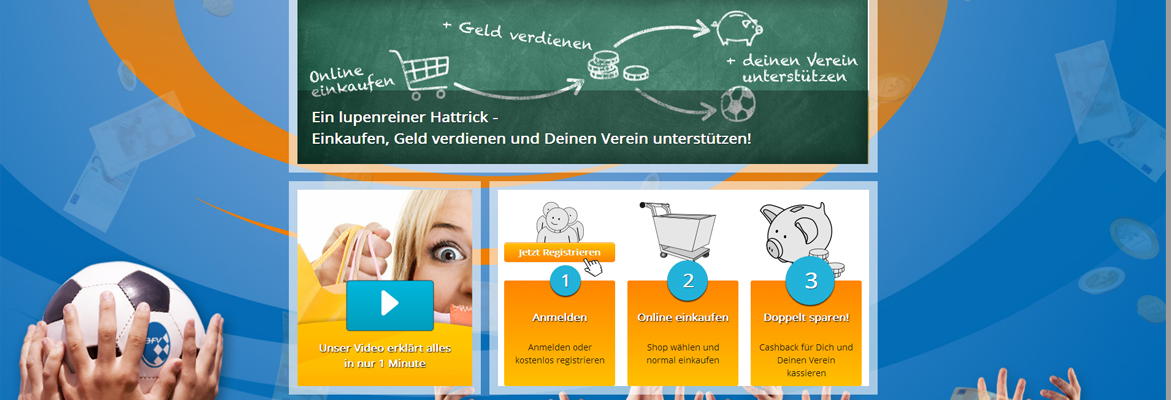 + Geld verdienen
Online
einkaufen
+ deinen Verein
unterstützen
Ein lupenreiner Hattrick -
Einkaufen, Geld verdienen und Deinen Verein unterstützen!
Unser Video erklärt alles
in nur 1 Minute
Jetzt Registrieren
1
Anmelden
Anmelden oder
kostenlos registrieren
2
Online einkaufen
Shop wählen und
normal einkaufen
3
Doppelt sparen!
Cashback für Dich und
Deinen Verein
kassieren